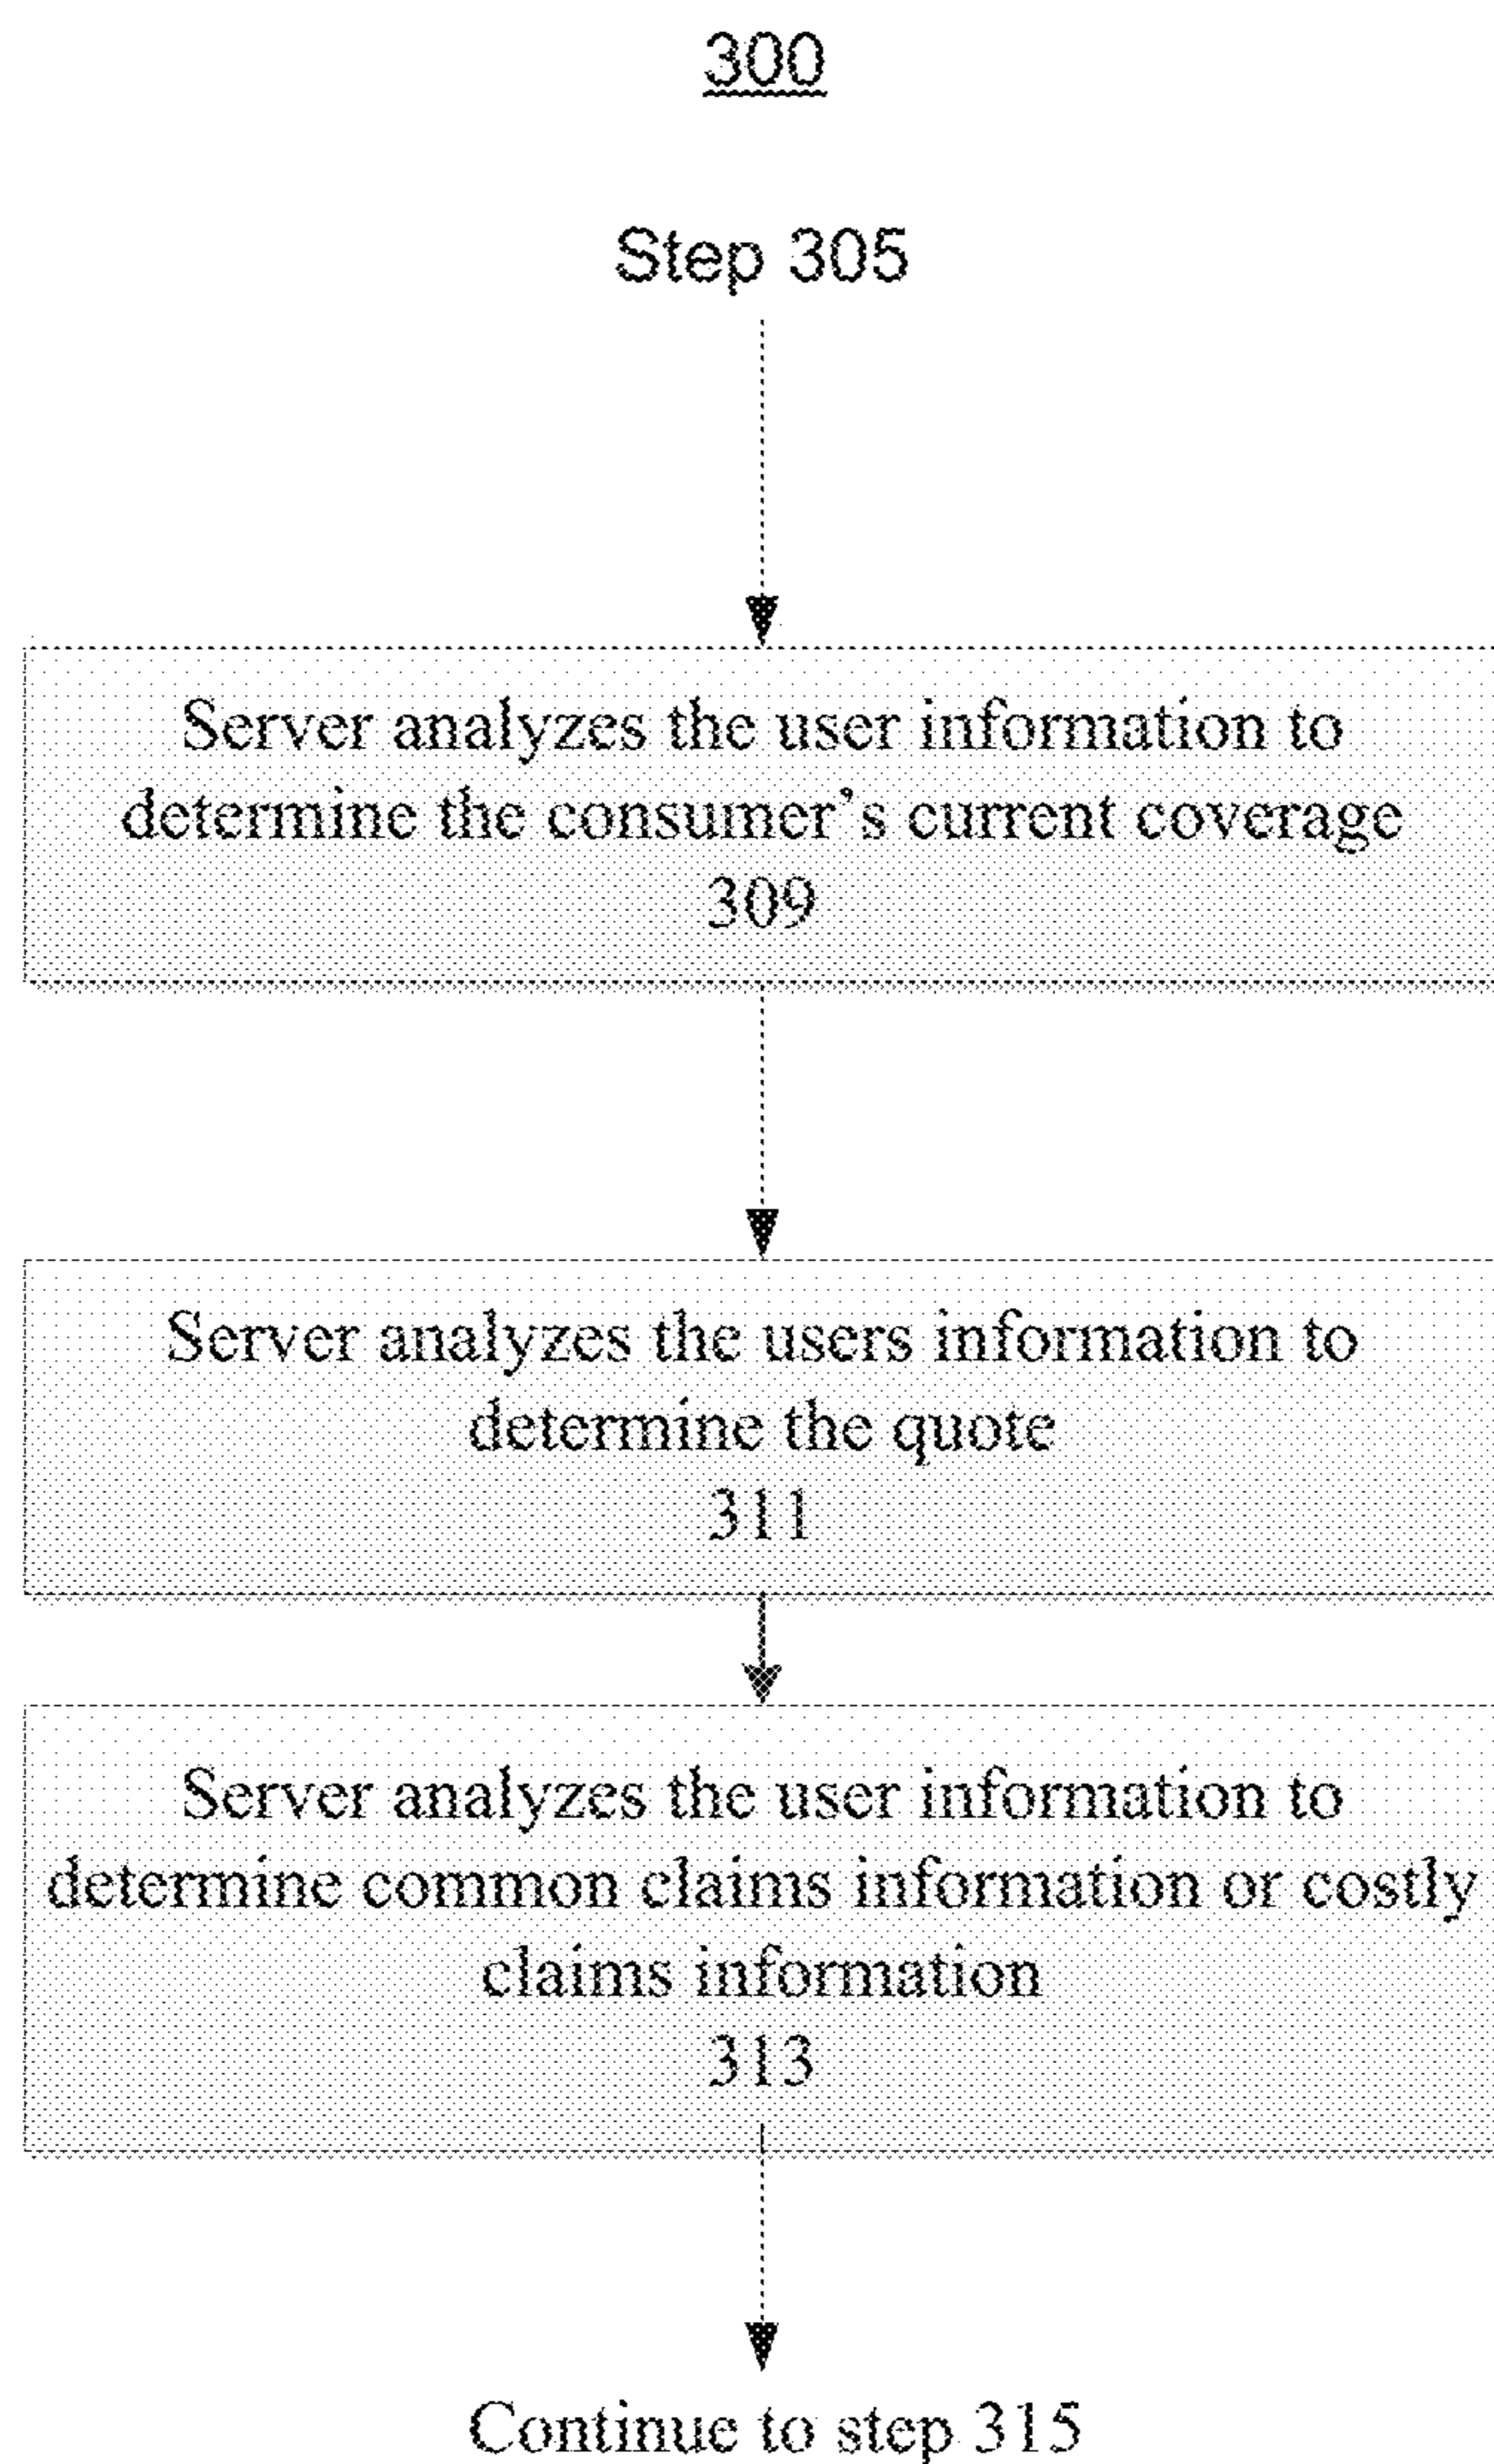 300
Step 305
Server analyzes the user information to
determine the consumer's current coverage
309
Server analyzes the users information to
determine the quote
311
Server analyzes the user information to
determine common claims information or costly
claims information
313
Continue to step 315